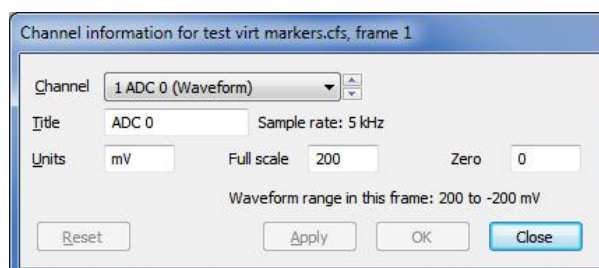 Channel information for test virt markers.cfs, frame 1
Channel 1 ADC 0 (Waveform)
Title ADC 0 Sample rate: 5 kHz
Units mV Full scale 200 Zero 0
Waveform range in this frame: 200 to -200 mV
Reset Apply OK Close